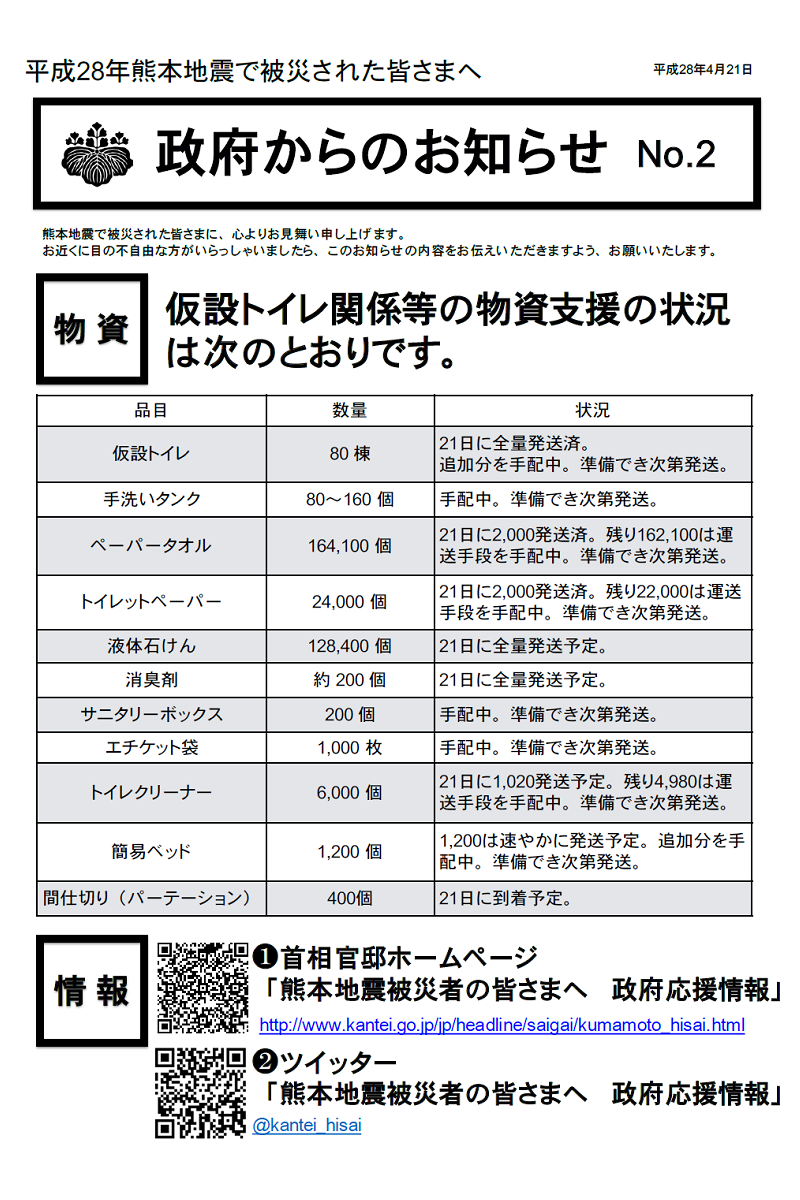 平成28年熊本地震で被災された皆さまへ
平成28年4月21日
政府からのお知らせ No.2
熊本地震で被災された皆さまに、心よりお見舞い申し上げます。
お近くに目の不自由な方がいらっしゃいましたら、このお知らせの内容をお伝えいただきますよう、お願いいたします。
物資
仮設トイレ関係等の物資支援の状況
は次のとおりです。
品目 数量 状況
仮設トイレ 80 棟 21日に全量発送済。
追加分を手配中。準備でき次第発送。
手洗いタンク 80～160 個 手配中。準備でき次第発送。
ペーパータオル 164,100 個 21日に2,000発送済。残り162,100は運
送手段を手配中。準備でき次第発送。
トイレットペーパー 24,000 個 21日に2,000発送済。残り22,000は運送
手段を手配中。準備でき次第発送。
液体石けん 128,400 個 21日に全量発送予定。
消臭剤 約 200 個 21日に全量発送予定。
サニタリーボックス 200 個 手配中。準備でき次第発送。
エチケット袋 1,000 枚 手配中。準備でき次第発送。
トイレクリーナー 6,000 個 21日に1,020発送予定。残り4,980は運
送手段を手配中。準備でき次第発送。
簡易ベッド 1,200 個 1,200は速やかに発送予定。追加分を手
配中。準備でき次第発送。
間仕切り（パーテーション） 400個 21日に到着予定。
情報
❶首相官邸ホームページ
「熊本地震被災者の皆さまへ　政府応援情報」
http://www.kantei.go.jp/jp/headline/saigai/kumamoto_hisai.html
❷ツイッター
「熊本地震被災者の皆さまへ　政府応援情報」
@kantei_hisai